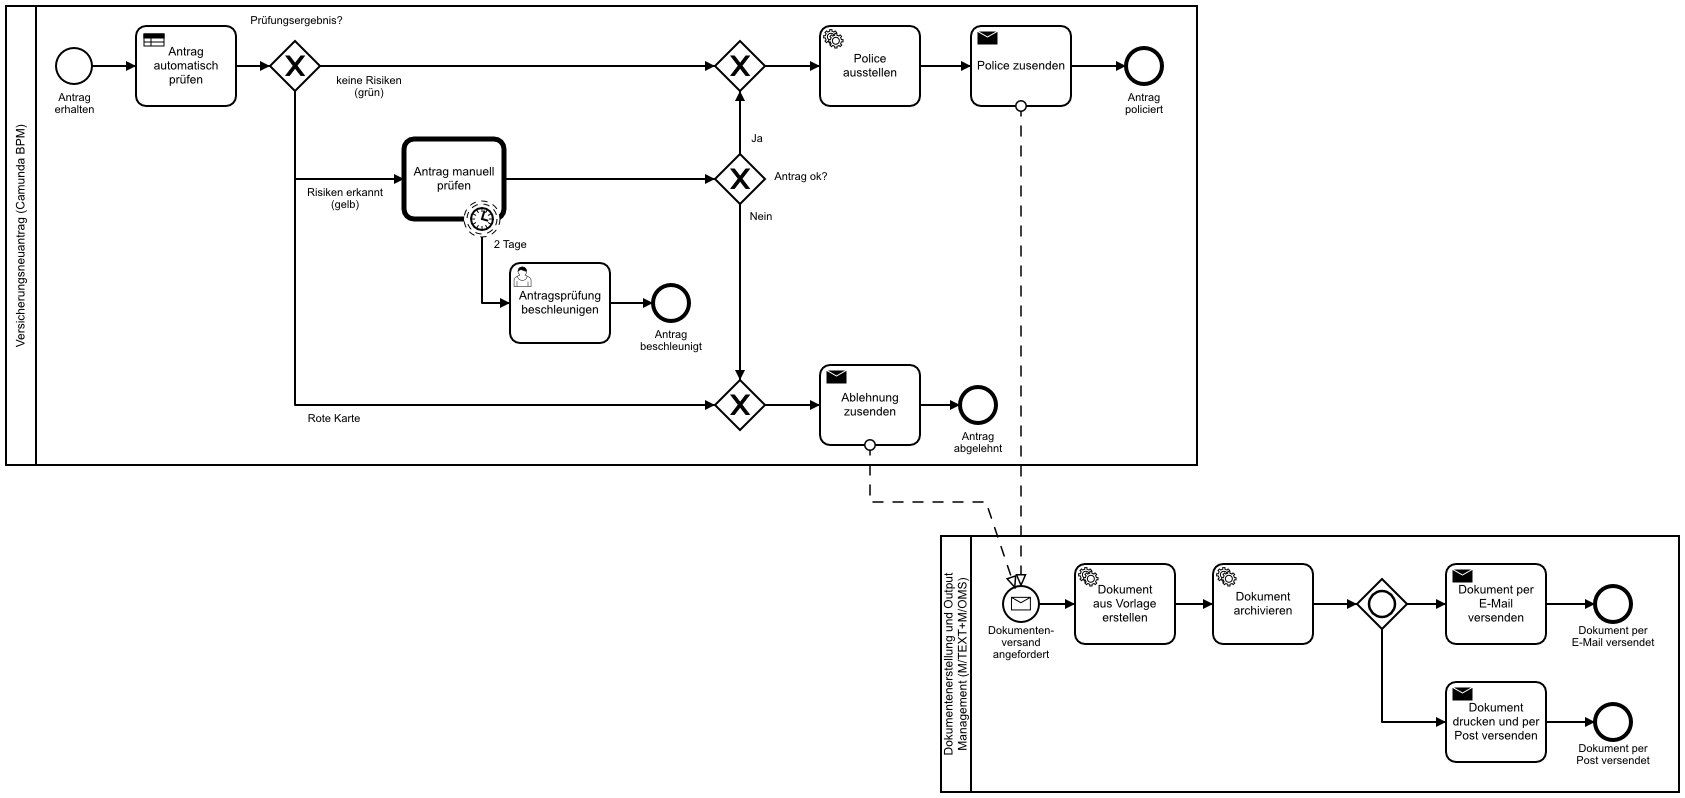 Versicherungsneuantrag (Camunda BPM)
Antrag
erhalten
Antrag
automatisch
prüfen
Prüfungsergebnis?
keine Risiken
(grün)
Risiken erkannt
(gelb)
Rote Karte
Antrag manuell
prüfen
2 Tage
Antragsprüfung
beschleunigen
Antrag
beschleunigt
Ja
Antrag ok?
Nein
Police
ausstellen
Police zusenden
Antrag
policiert
Ablehnung
zusenden
Antrag
abgelehnt
Dokumentenerstellung und Output
Management (M/TEXT+M/OMS)
Dokumenten-
versand
angefordert
Dokument
aus Vorlage
erstellen
Dokument
archivieren
Dokument per
E-Mail
versenden
Dokument per
E-Mail versendet
Dokument
drucken und per
Post versenden
Dokument per
Post versendet